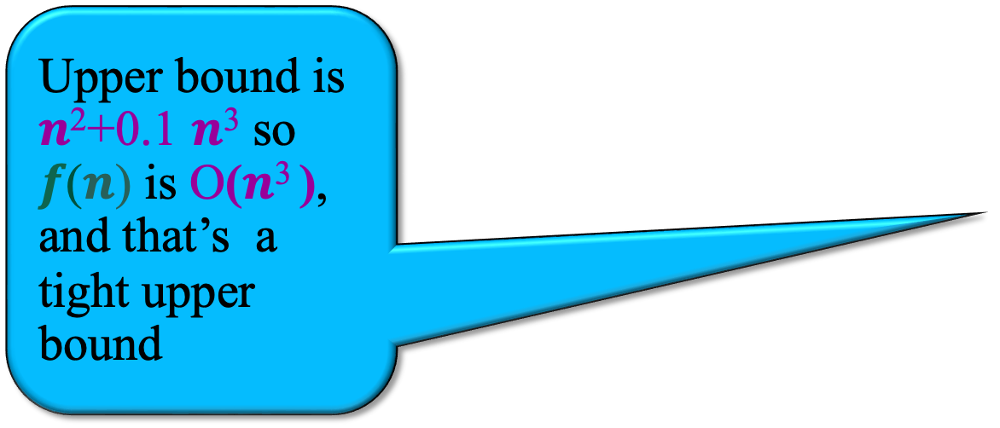 Upper bound is
n²+0.1 n³ so
f(n) is O(n³ ),
and that’s  a
tight upper
bound